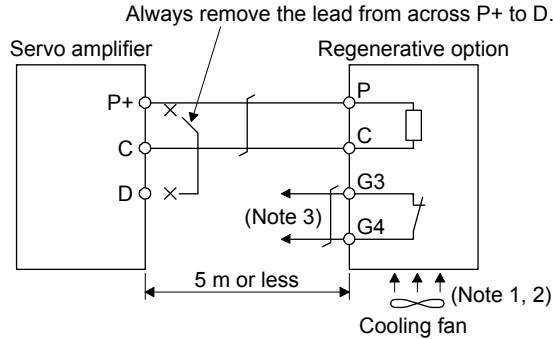 Always remove the lead from across P+ to D.
Servo amplifier
Regenerative option
P+
P
C
C
D
G3
(Note 3)
G4
5 m or less
(Note 1, 2)
Cooling fan